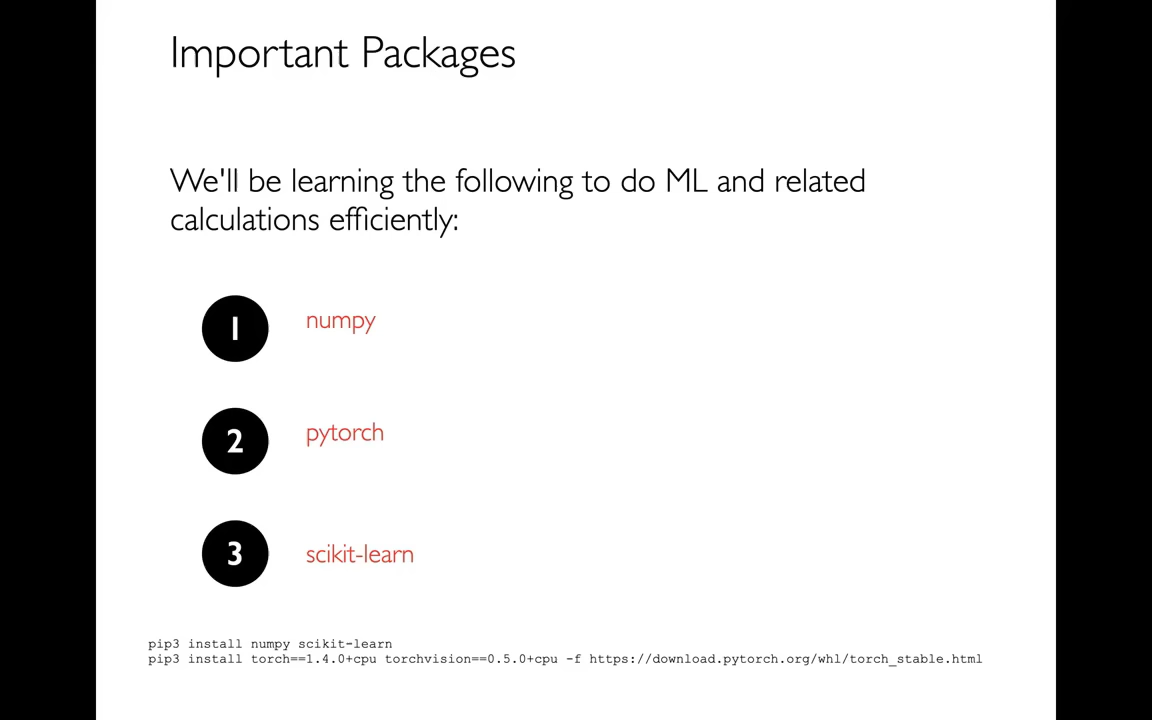 Important Packages
We'll be learning the following to do ML and related
calculations efficiently:
1 numpy
2 pytorch
3 scikit-learn
pip3 install numpy scikit-learn
pip3 install torch==1.4.0+cpu torchvision==0.5.0+cpu -f https://download.pytorch.org/whl/torch_stable.html